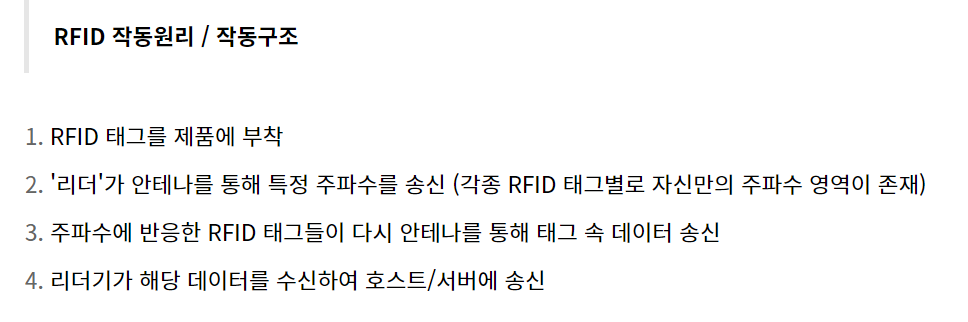 RFID 작동원리 / 작동구조
1. RFID 태그를 제품에 부착
2. '리더'가 안테나를 통해 특정 주파수를 송신 (각종 RFID 태그별로 자신만의 주파수 영역이 존재)
3. 주파수에 반응한 RFID 태그들이 다시 안테나를 통해 태그 속 데이터 송신
4. 리더기가 해당 데이터를 수신하여 호스트/서버에 송신